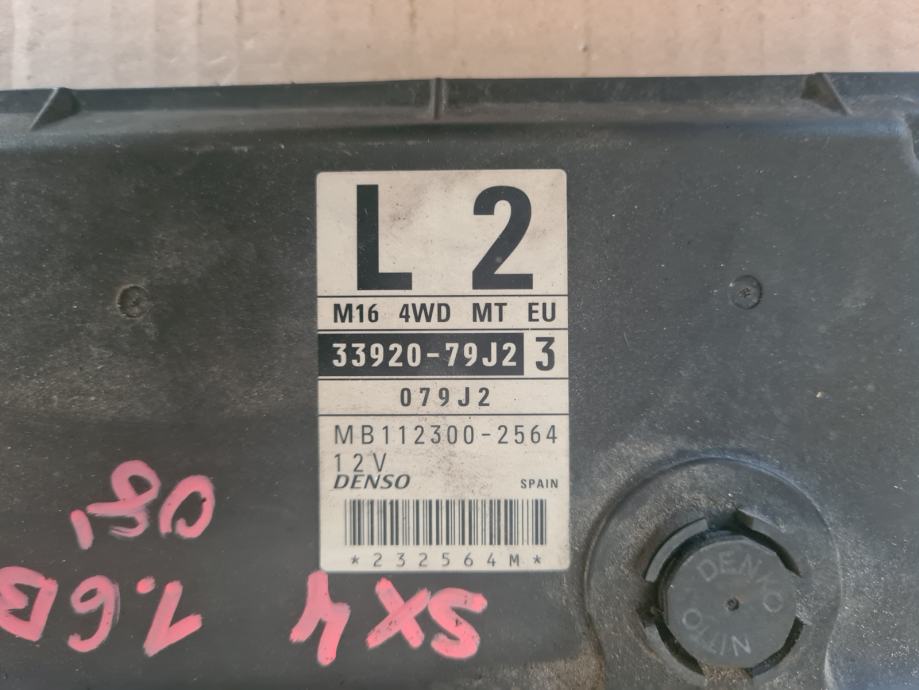 L 2
M16 4WD MT EU
33920-79J2 3
079J2
MB112300-2564
12V
DENSO SPAIN
*232564M*
SX4 1.6B
08'
NITTO DENKO